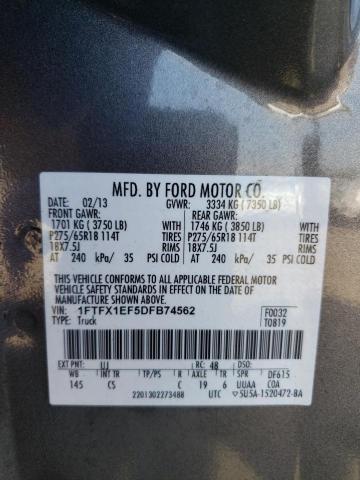 MFD. BY FORD MOTOR CO.
DATE: 02/13 GVWR: 3334 KG ( 7350 LB)
FRONT GAWR: REAR GAWR:
1701 KG ( 3750 LB) WITH 1746 KG ( 3850 LB) WITH
P275/65R18 114T TIRES P275/65R18 114T TIRES
18X7.5J RIMS 18X7.5J RIMS
AT 240 kPa/ 35 PSI COLD AT 240 kPa/ 35 PSI COLD
THIS VEHICLE CONFORMS TO ALL APPLICABLE FEDERAL MOTOR
VEHICLE SAFETY STANDARDS IN EFFECT ON THE DATE OF
MANUFACTURE SHOWN ABOVE.
VIN: 1FTFX1EF5DFB74562 F0032
TYPE: Truck T0819
EXT PNT: UJ RC: 48 DSO:
WB INT TR TP/PS R AXLE TR SPR DF615
145 CS C 19 6 UUAA COA
2201302273488 UTC 5U5A-1520472-BA